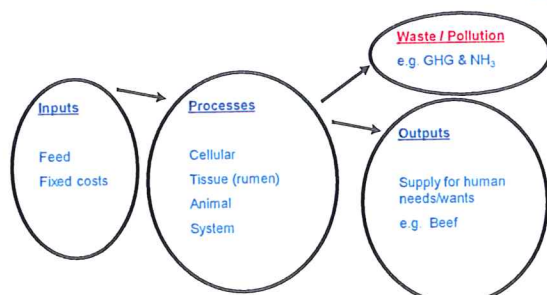 Waste / Pollution
e.g. GHG & NH₃
Inputs
Feed
Fixed costs
Processes
Cellular
Tissue (rumen)
Animal
System
Outputs
Supply for human
needs/wants
e.g. Beef